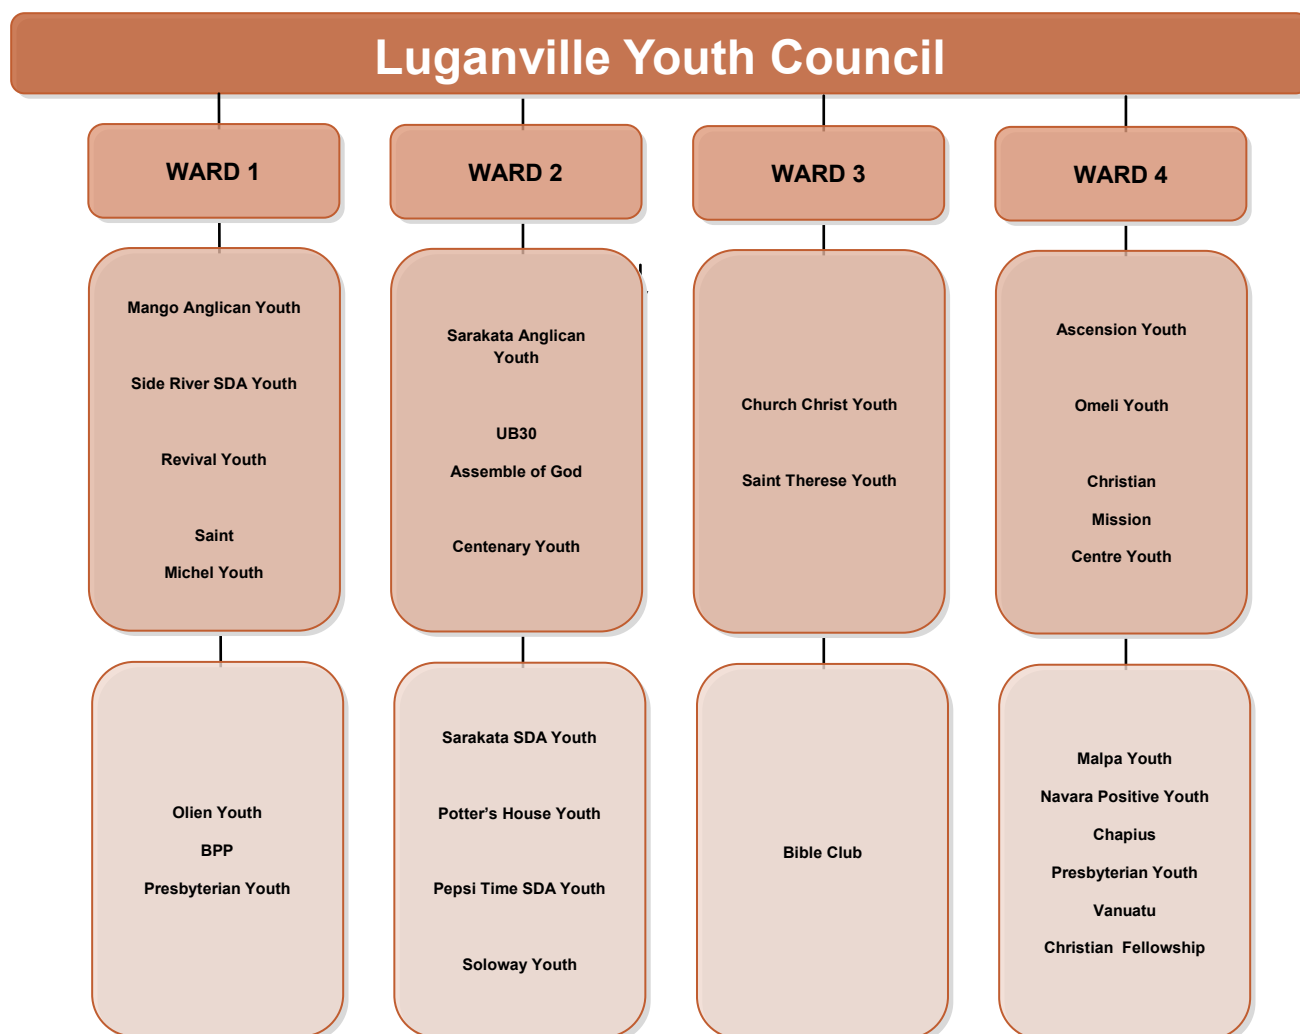 Luganville Youth Council
WARD 1
WARD 2
WARD 3
WARD 4
Mango Anglican Youth
Side River SDA Youth
Revival Youth
Saint
Michel Youth
Sarakata Anglican
Youth
UB30
Assemble of God
Centenary Youth
Church Christ Youth
Saint Therese Youth
Ascension Youth
Omeli Youth
Christian
Mission
Centre Youth
Olien Youth
BPP
Presbyterian Youth
Sarakata SDA Youth
Potter’s House Youth
Pepsi Time SDA Youth
Soloway Youth
Bible Club
Malpa Youth
Navara Positive Youth
Chapius
Presbyterian Youth
Vanuatu
Christian  Fellowship